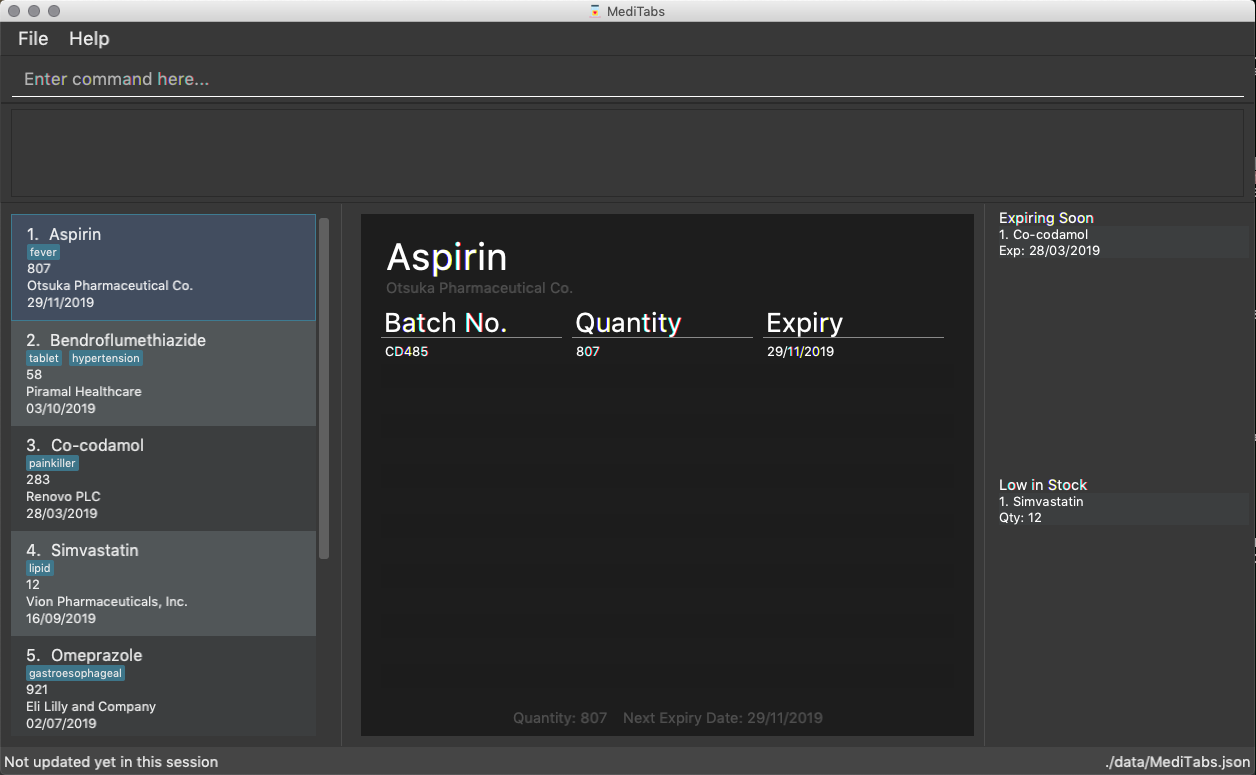 MediTabs
File Help
Enter command here...
1. Aspirin
fever
807
Otsuka Pharmaceutical Co.
29/11/2019
2. Bendroflumethiazide
tablet hypertension
58
Piramal Healthcare
03/10/2019
3. Co-codamol
painkiller
283
Renovo PLC
28/03/2019
4. Simvastatin
lipid
12
Vion Pharmaceuticals, Inc.
16/09/2019
5. Omeprazole
gastroesophageal
921
Eli Lilly and Company
02/07/2019
Aspirin
Otsuka Pharmaceutical Co.
Batch No. Quantity Expiry
CD485 807 29/11/2019
Quantity: 807 Next Expiry Date: 29/11/2019
Expiring Soon
1. Co-codamol
Exp: 28/03/2019
Low in Stock
1. Simvastatin
Qty: 12
Not updated yet in this session
./data/MediTabs.json